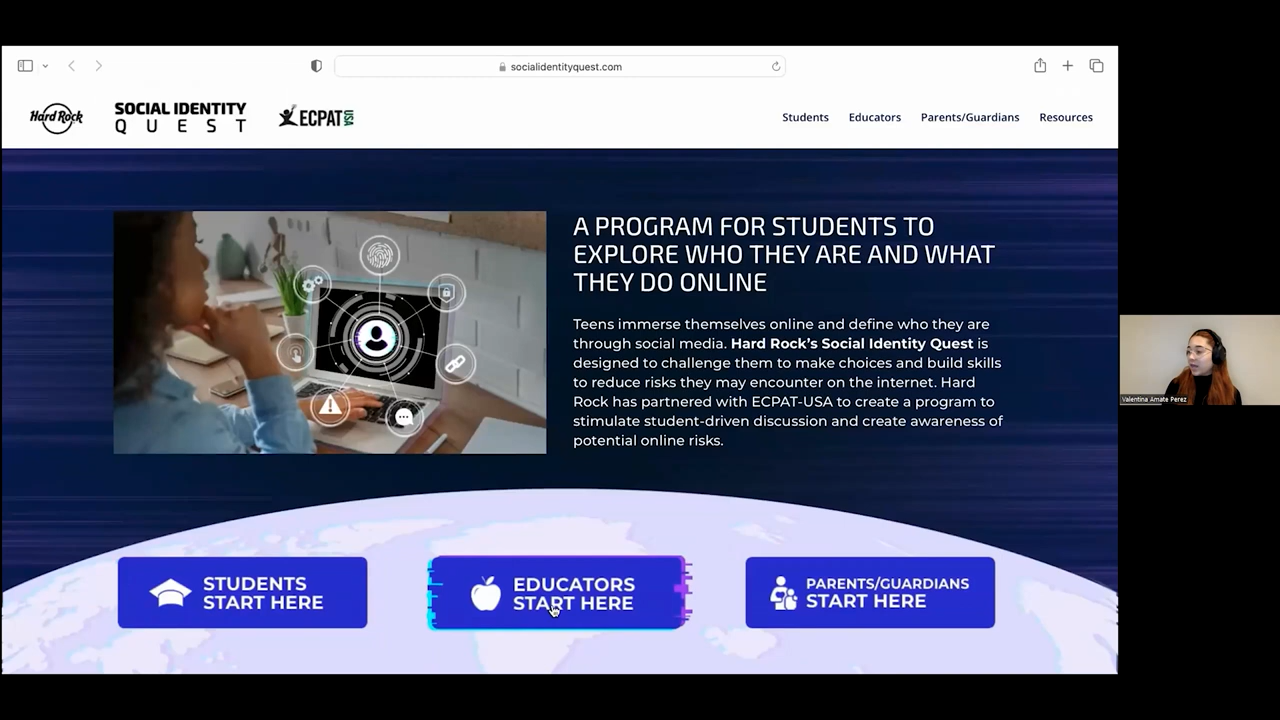 socialidentityquest.com
Hard Rock
SOCIAL IDENTITY
QUEST
ECPAT USA
Students
Educators
Parents/Guardians
Resources
A PROGRAM FOR STUDENTS TO
EXPLORE WHO THEY ARE AND WHAT
THEY DO ONLINE
Teens immerse themselves online and define who they are
through social media. Hard Rock's Social Identity Quest is
designed to challenge them to make choices and build skills
to reduce risks they may encounter on the internet. Hard
Rock has partnered with ECPAT-USA to create a program to
stimulate student-driven discussion and create awareness of
potential online risks.
Valentina Amate Perez
STUDENTS
START HERE
EDUCATORS
START HERE
PARENTS/GUARDIANS
START HERE